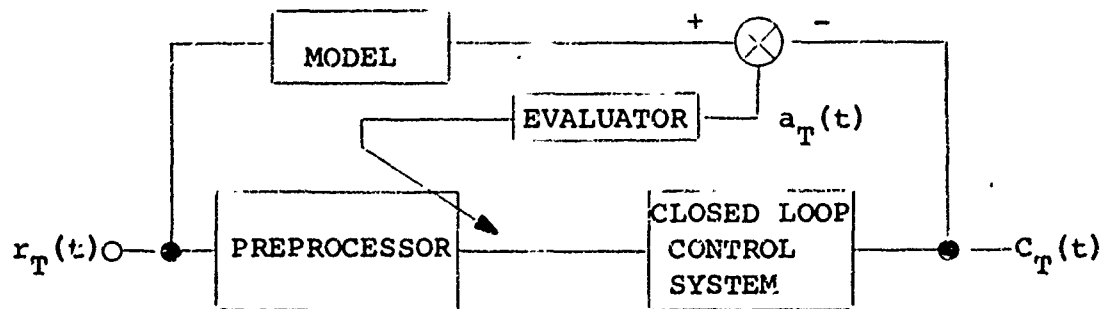 + -
MODEL
EVALUATOR a_T(t)
r_T(t) PREPROCESSOR CLOSED LOOP
CONTROL
SYSTEM C_T(t)